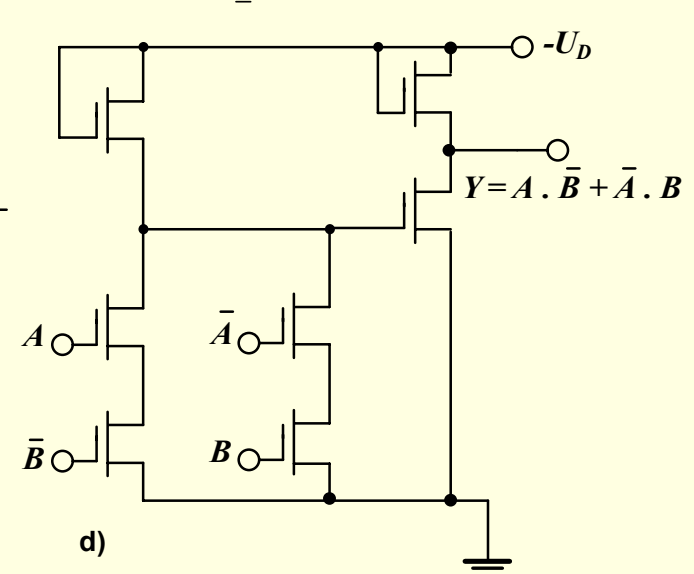 -U_D
Y = A . B̅ + A̅ . B
A
A̅
B̅
B
d)